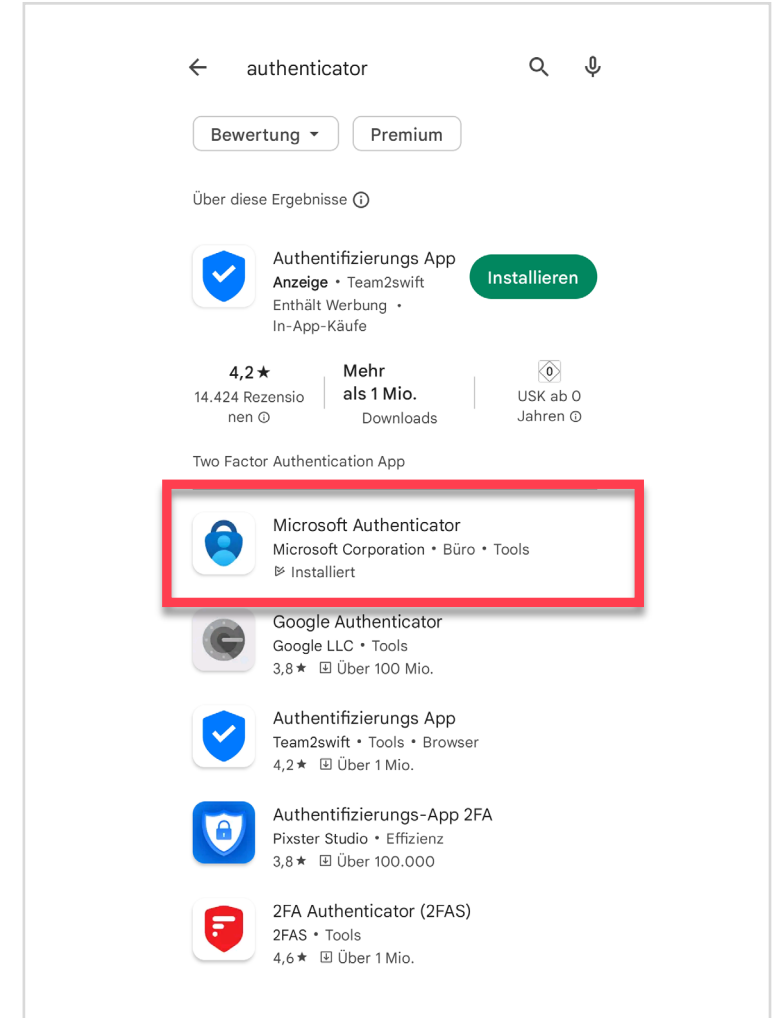 authenticator
Bewertung
Premium
Über diese Ergebnisse
Authentifizierungs App
Anzeige • Team2swift
Enthält Werbung •
In-App-Käufe
Installieren
4,2★
14.424 Rezensio
nen
Mehr
als 1 Mio.
Downloads
0
USK ab 0
Jahren
Two Factor Authentication App
Microsoft Authenticator
Microsoft Corporation • Büro • Tools
Installiert
Google Authenticator
Google LLC • Tools
3,8★ Über 100 Mio.
Authentifizierungs App
Team2swift • Tools • Browser
4,2★ Über 1 Mio.
Authentifizierungs-App 2FA
Pixster Studio • Effizienz
3,8★ Über 100.000
2FA Authenticator (2FAS)
2FAS • Tools
4,6★ Über 1 Mio.